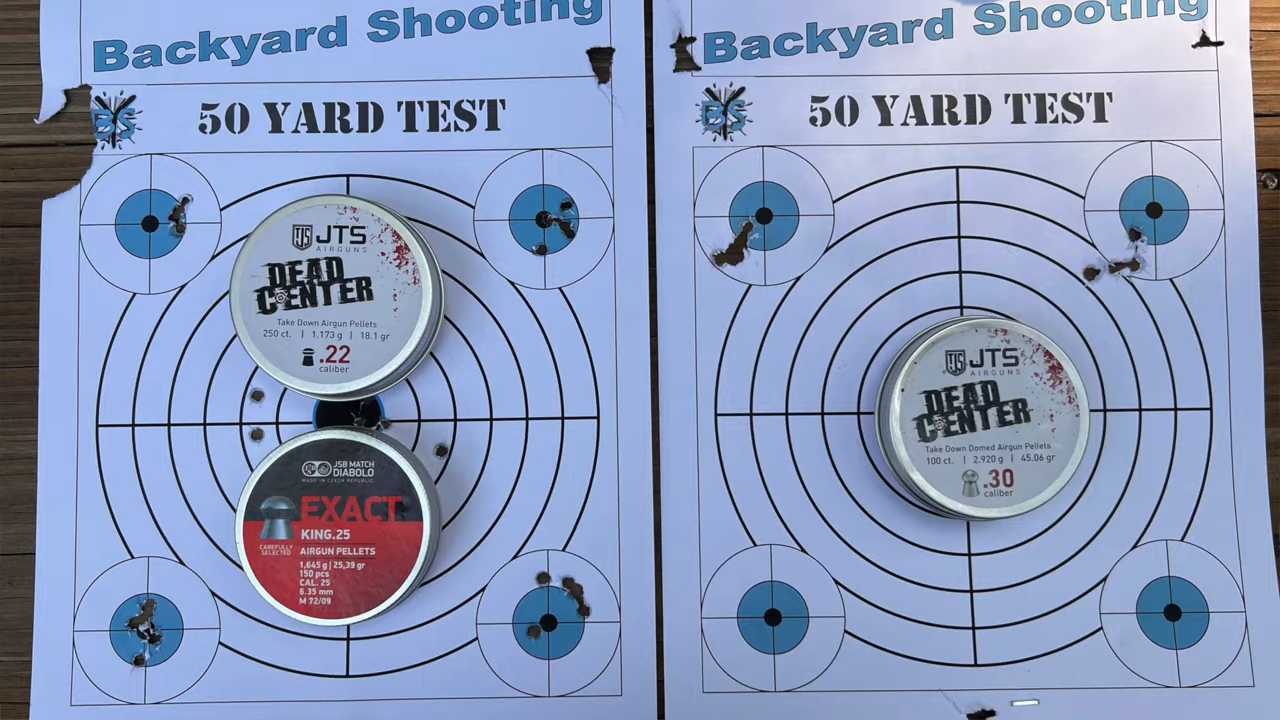 Backyard Shooting
BS
50 YARD TEST
JTS
AIRGUNS
DEAD
CENTER
Take Down Airgun Pellets
250 ct. | 1.173 g | 18.1 gr
.22
caliber
JSB MATCH
DIABOLO
MADE IN CZECH REPUBLIC
EXACT
KING.25
CAREFULLY
SELECTED
AIRGUN PELLETS
1,645 g | 25,39 gr
150 pcs
CAL. 25
6.35 mm
M 72/09
Backyard Shooting
BS
50 YARD TEST
JTS
AIRGUNS
DEAD
CENTER
Take Down Domed Airgun Pellets
100 ct. | 2.920 g | 45.06 gr
.30
caliber